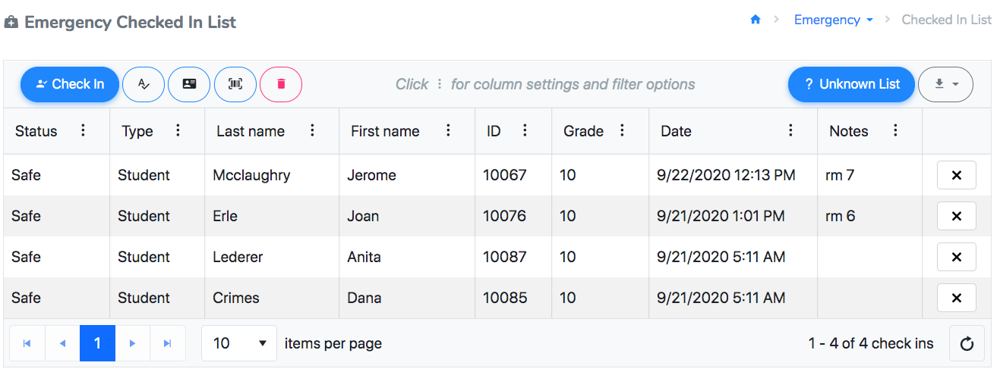 Emergency Checked In List
Emergency
Checked In List
Check In
Click ⋮ for column settings and filter options
? Unknown List
Status Type Last name First name ID Grade Date Notes
Safe Student Mcclaughry Jerome 10067 10 9/22/2020 12:13 PM rm 7
Safe Student Erle Joan 10076 10 9/21/2020 1:01 PM rm 6
Safe Student Lederer Anita 10087 10 9/21/2020 5:11 AM
Safe Student Crimes Dana 10085 10 9/21/2020 5:11 AM
1 10 items per page 1 - 4 of 4 check ins